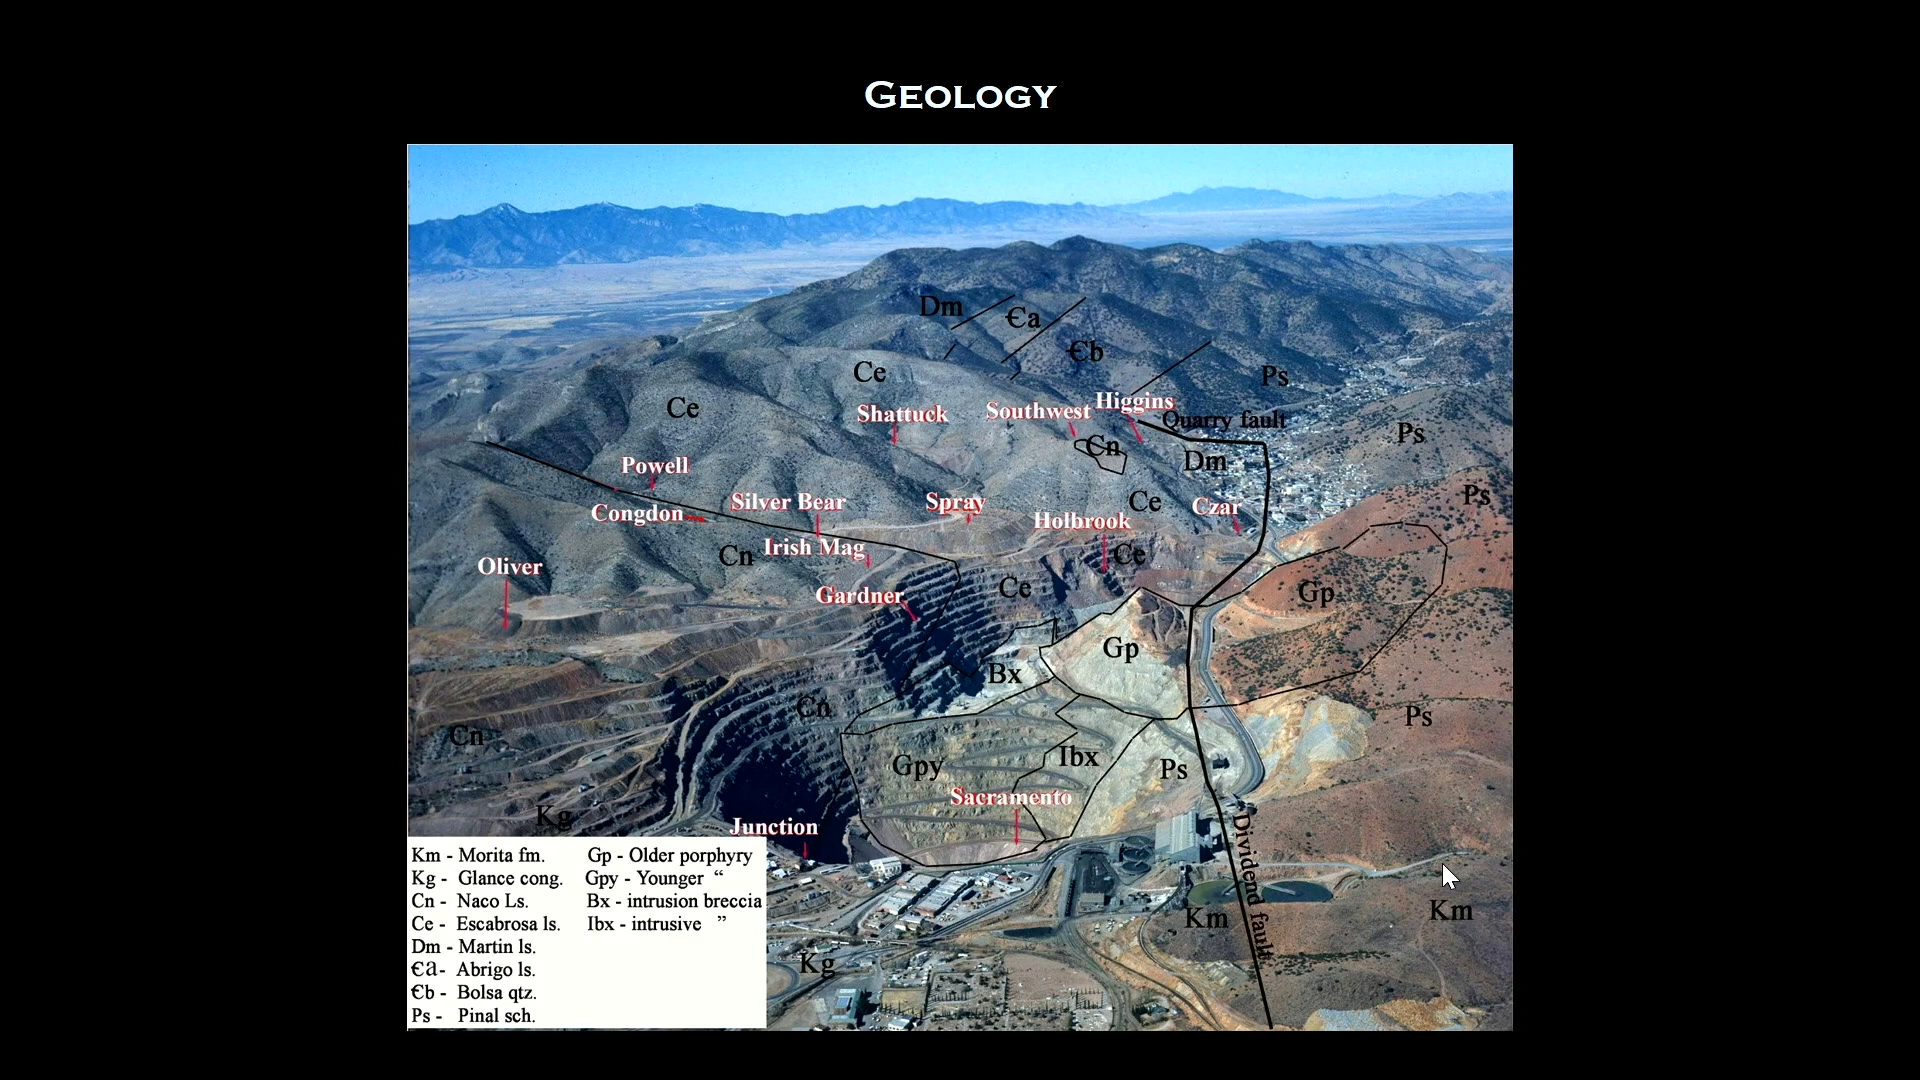 GEOLOGY
Dm
Ꞓa
Ꞓb
Ce
Ps
Ce
Shattuck
Southwest
Higgins
Quarry fault
Ps
Cn
Dm
Powell
Ps
Silver Bear
Spray
Ce
Czar
Congdon
Holbrook
Cn
Irish Mag
Ce
Oliver
Ce
Gardner
Gp
Gp
Bx
Cn
Ps
Cn
Gpy
Ibx
Ps
Sacramento
Kg
Junction
Dividend fault
Km
Km
Kg
Km - Morita fm. Gp - Older porphyry
Kg - Glance cong. Gpy - Younger “
Cn - Naco Ls. Bx - intrusion breccia
Ce - Escabrosa ls. Ibx - intrusive ”
Dm - Martin ls.
Ꞓa- Abrigo ls.
Ꞓb - Bolsa qtz.
Ps - Pinal sch.